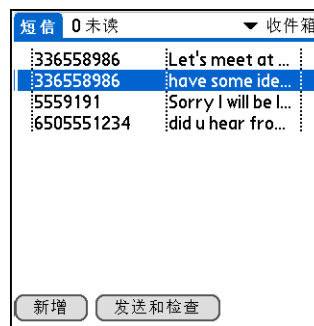 短信 0 未读 收件箱
336558986 Let's meet at ...
336558986 have some ide...
5559191 Sorry I will be l...
6505551234 did u hear fro...
新增 发送和检查